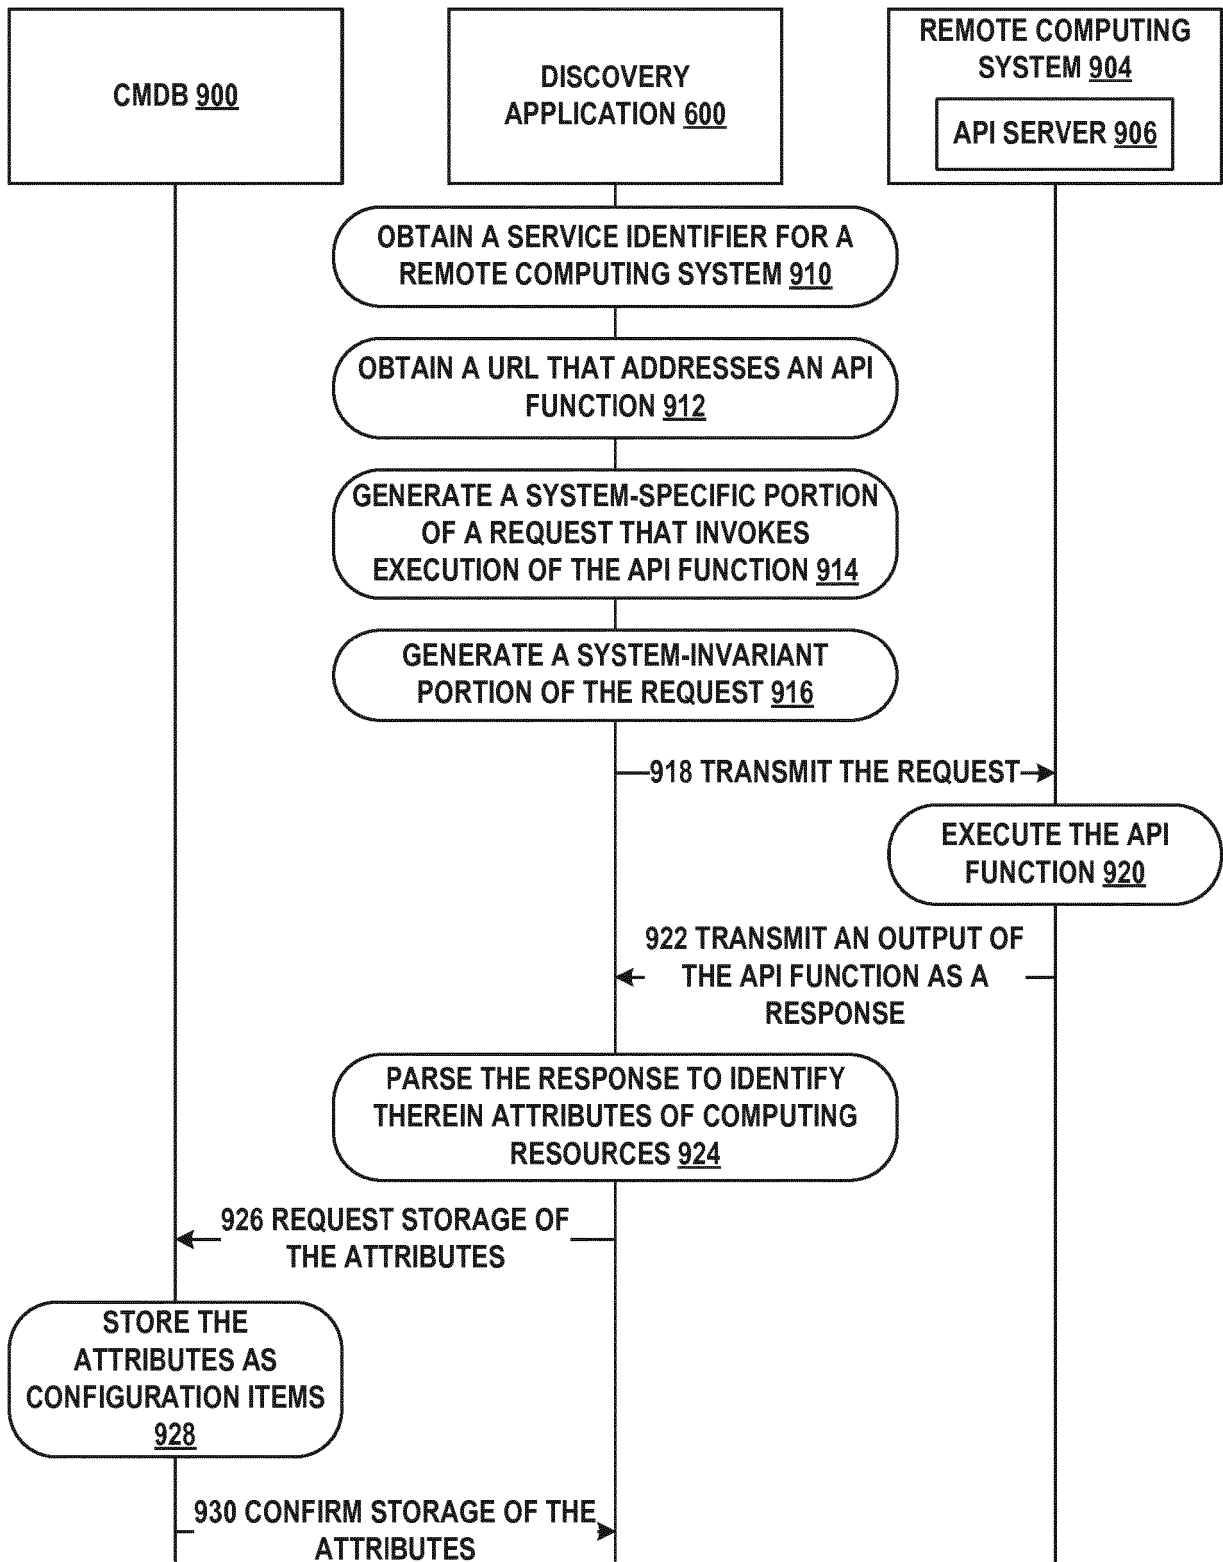 CMDB 900
DISCOVERY
APPLICATION 600
REMOTE COMPUTING
SYSTEM 904
API SERVER 906
OBTAIN A SERVICE IDENTIFIER FOR A
REMOTE COMPUTING SYSTEM 910
OBTAIN A URL THAT ADDRESSES AN API
FUNCTION 912
GENERATE A SYSTEM-SPECIFIC PORTION
OF A REQUEST THAT INVOKES
EXECUTION OF THE API FUNCTION 914
GENERATE A SYSTEM-INVARIANT
PORTION OF THE REQUEST 916
918 TRANSMIT THE REQUEST
EXECUTE THE API
FUNCTION 920
922 TRANSMIT AN OUTPUT OF
THE API FUNCTION AS A
RESPONSE
PARSE THE RESPONSE TO IDENTIFY
THEREIN ATTRIBUTES OF COMPUTING
RESOURCES 924
926 REQUEST STORAGE OF
THE ATTRIBUTES
STORE THE
ATTRIBUTES AS
CONFIGURATION ITEMS
928
930 CONFIRM STORAGE OF THE
ATTRIBUTES